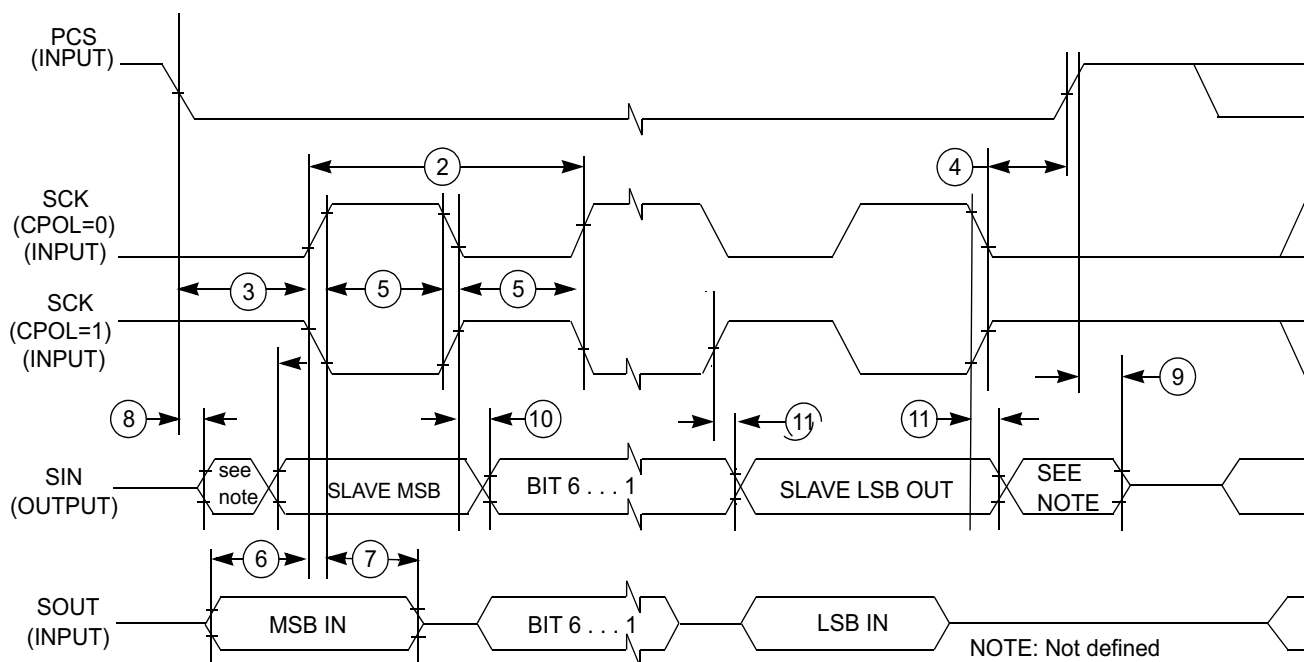 PCS
(INPUT)
2
4
SCK
(CPOL=0)
(INPUT)
3
5
5
SCK
(CPOL=1)
(INPUT)
9
8
10
11
11
SIN
(OUTPUT)
see
note
SLAVE MSB
BIT 6 . . . 1
SLAVE LSB OUT
SEE
NOTE
6
7
SOUT
(INPUT)
MSB IN
BIT 6 . . . 1
LSB IN
NOTE: Not defined